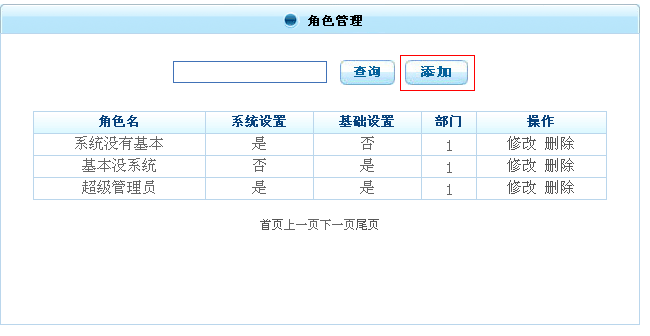 角色管理
查询 添加
角色名 系统设置 基础设置 部门 操作
系统没有基本 是 否 1 修改 删除
基本没系统 否 是 1 修改 删除
超级管理员 是 是 1 修改 删除
首页上一页下一页尾页